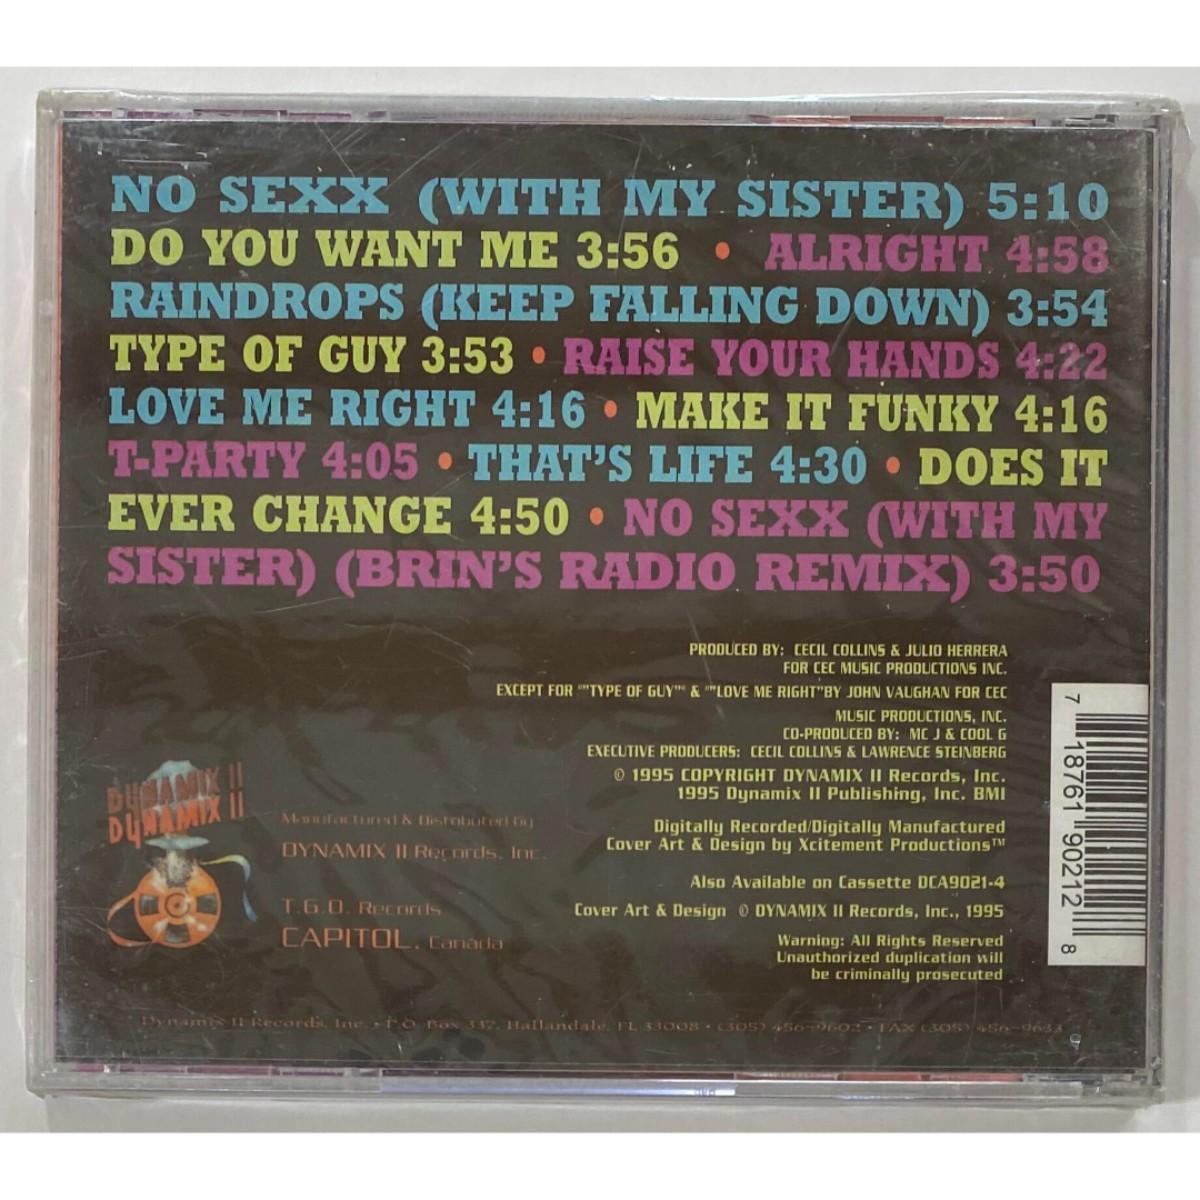 NO SEXX (WITH MY SISTER) 5:10
DO YOU WANT ME 3:56 • ALRIGHT 4:58
RAINDROPS (KEEP FALLING DOWN) 3:54
TYPE OF GUY 3:53 • RAISE YOUR HANDS 4:22
LOVE ME RIGHT 4:16 • MAKE IT FUNKY 4:16
T-PARTY 4:05 • THAT'S LIFE 4:30 • DOES IT
EVER CHANGE 4:50 • NO SEXX (WITH MY
SISTER) (BRIN'S RADIO REMIX) 3:50
PRODUCED BY: CECIL COLLINS & JULIO HERRERA
FOR CEC MUSIC PRODUCTIONS INC.
EXCEPT FOR ""TYPE OF GUY"" & ""LOVE ME RIGHT"BY JOHN VAUGHAN FOR CEC
MUSIC PRODUCTIONS, INC.
CO-PRODUCED BY: MC J & COOL G
EXECUTIVE PRODUCERS: CECIL COLLINS & LAWRENCE STEINBERG
© 1995 COPYRIGHT DYNAMIX II Records, Inc.
1995 Dynamix II Publishing, Inc. BMI
Digitally Recorded/Digitally Manufactured
Cover Art & Design by Xcitement Productions™
Also Available on Cassette DCA9021-4
Cover Art & Design © DYNAMIX II Records, Inc., 1995
Warning: All Rights Reserved
Unauthorized duplication will
be criminally prosecuted
DYNAMIX II
DYNAMIX II
Manufactured & Distributed by
DYNAMIX II Records, Inc.
T.G.O. Records
CAPITOL, Canada
7 18761 90212 8
Dynamix II Records, Inc. • P.O. Box 337, Hallandale, FL 33008 • (305) 456-9602 • FAX (305) 456-9633